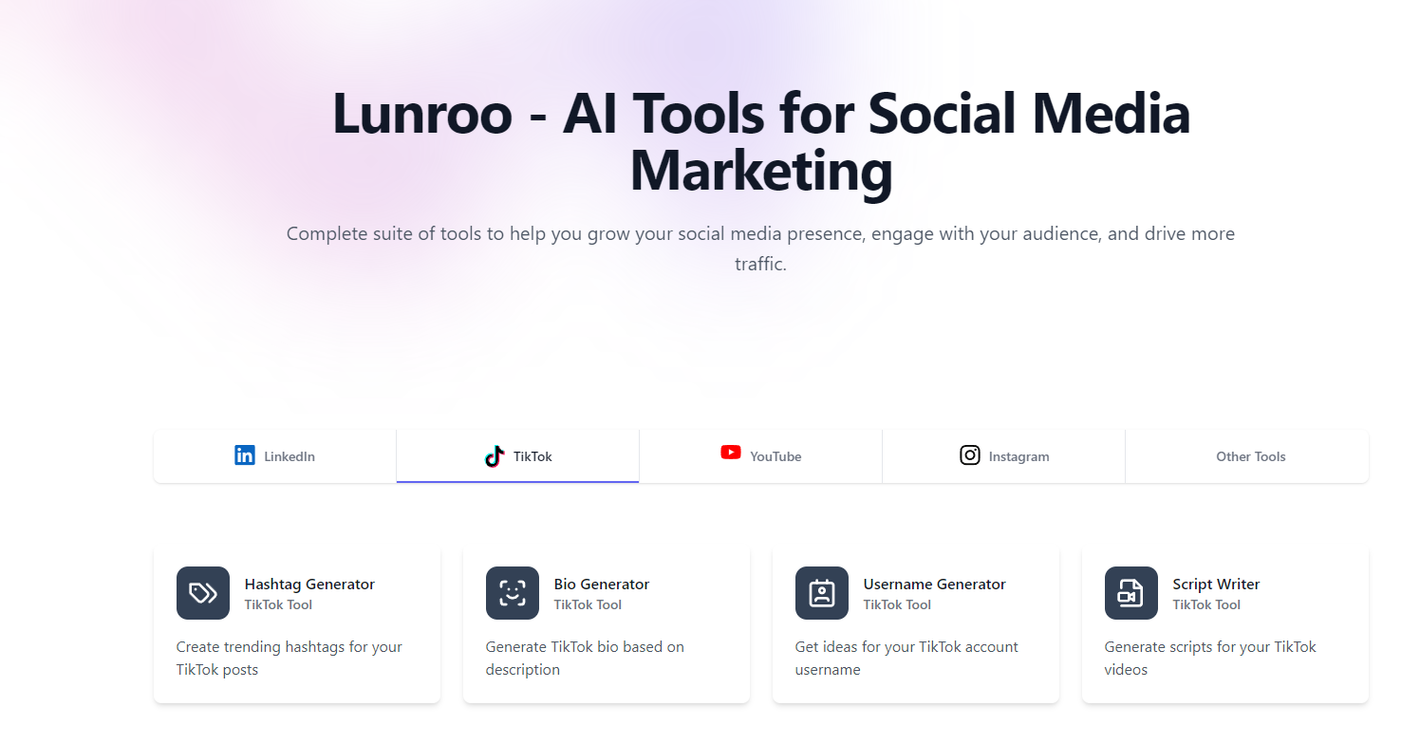 Lunroo - AI Tools for Social Media
Marketing
Complete suite of tools to help you grow your social media presence, engage with your audience, and drive more
traffic.
LinkedIn
TikTok
YouTube
Instagram
Other Tools
Hashtag Generator
TikTok Tool
Create trending hashtags for your
TikTok posts
Bio Generator
TikTok Tool
Generate TikTok bio based on
description
Username Generator
TikTok Tool
Get ideas for your TikTok account
username
Script Writer
TikTok Tool
Generate scripts for your TikTok
videos